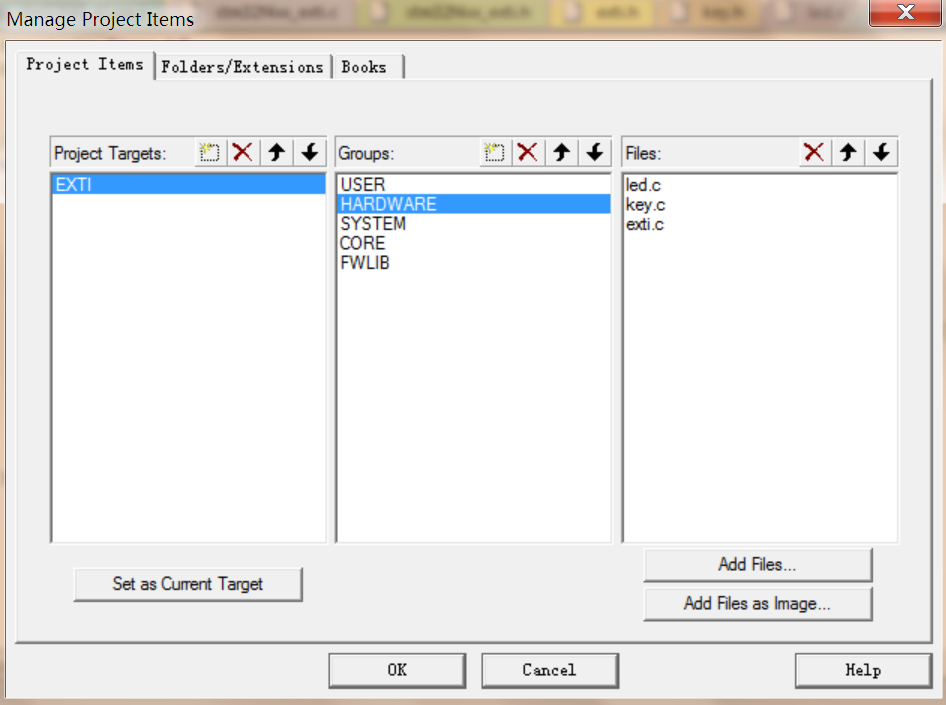 Manage Project Items
Project Items Folders/Extensions Books
Project Targets: Groups: Files:
EXTI
USER
HARDWARE
SYSTEM
CORE
FWLIB
led.c
key.c
exti.c
Set as Current Target
Add Files...
Add Files as Image...
OK Cancel Help